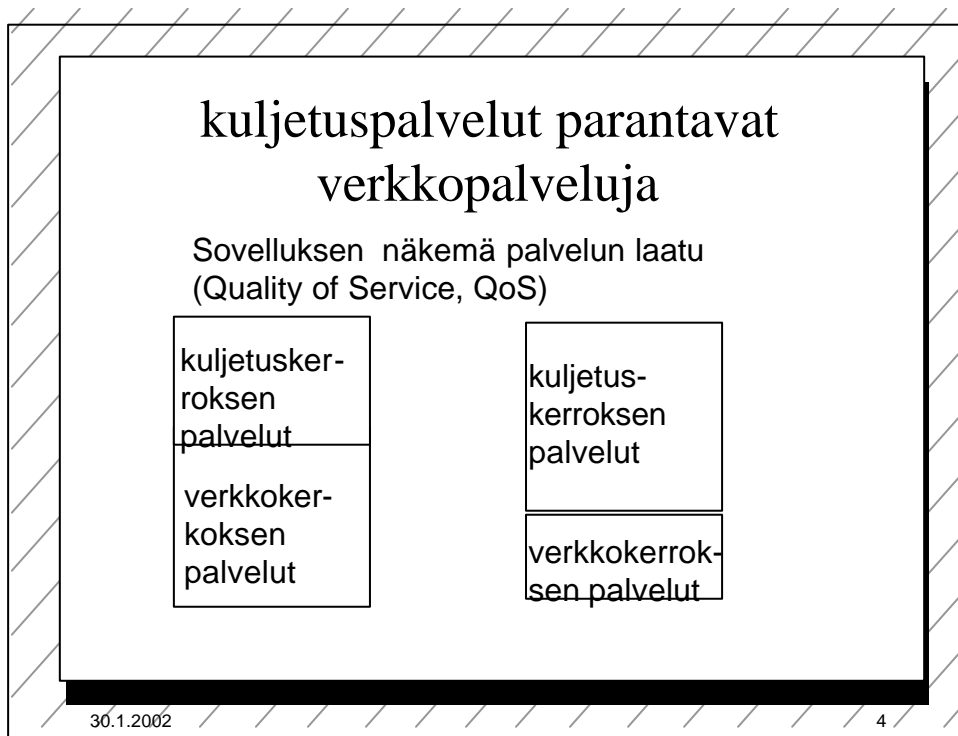 kuljetuspalvelut parantavat
verkkopalveluja
Sovelluksen näkemä palvelun laatu
(Quality of Service, QoS)
kuljetusker-
roksen
palvelut
verkkoker-
koksen
palvelut
kuljetus-
kerroksen
palvelut
verkkokerrok-
sen palvelut
30.1.2002
4